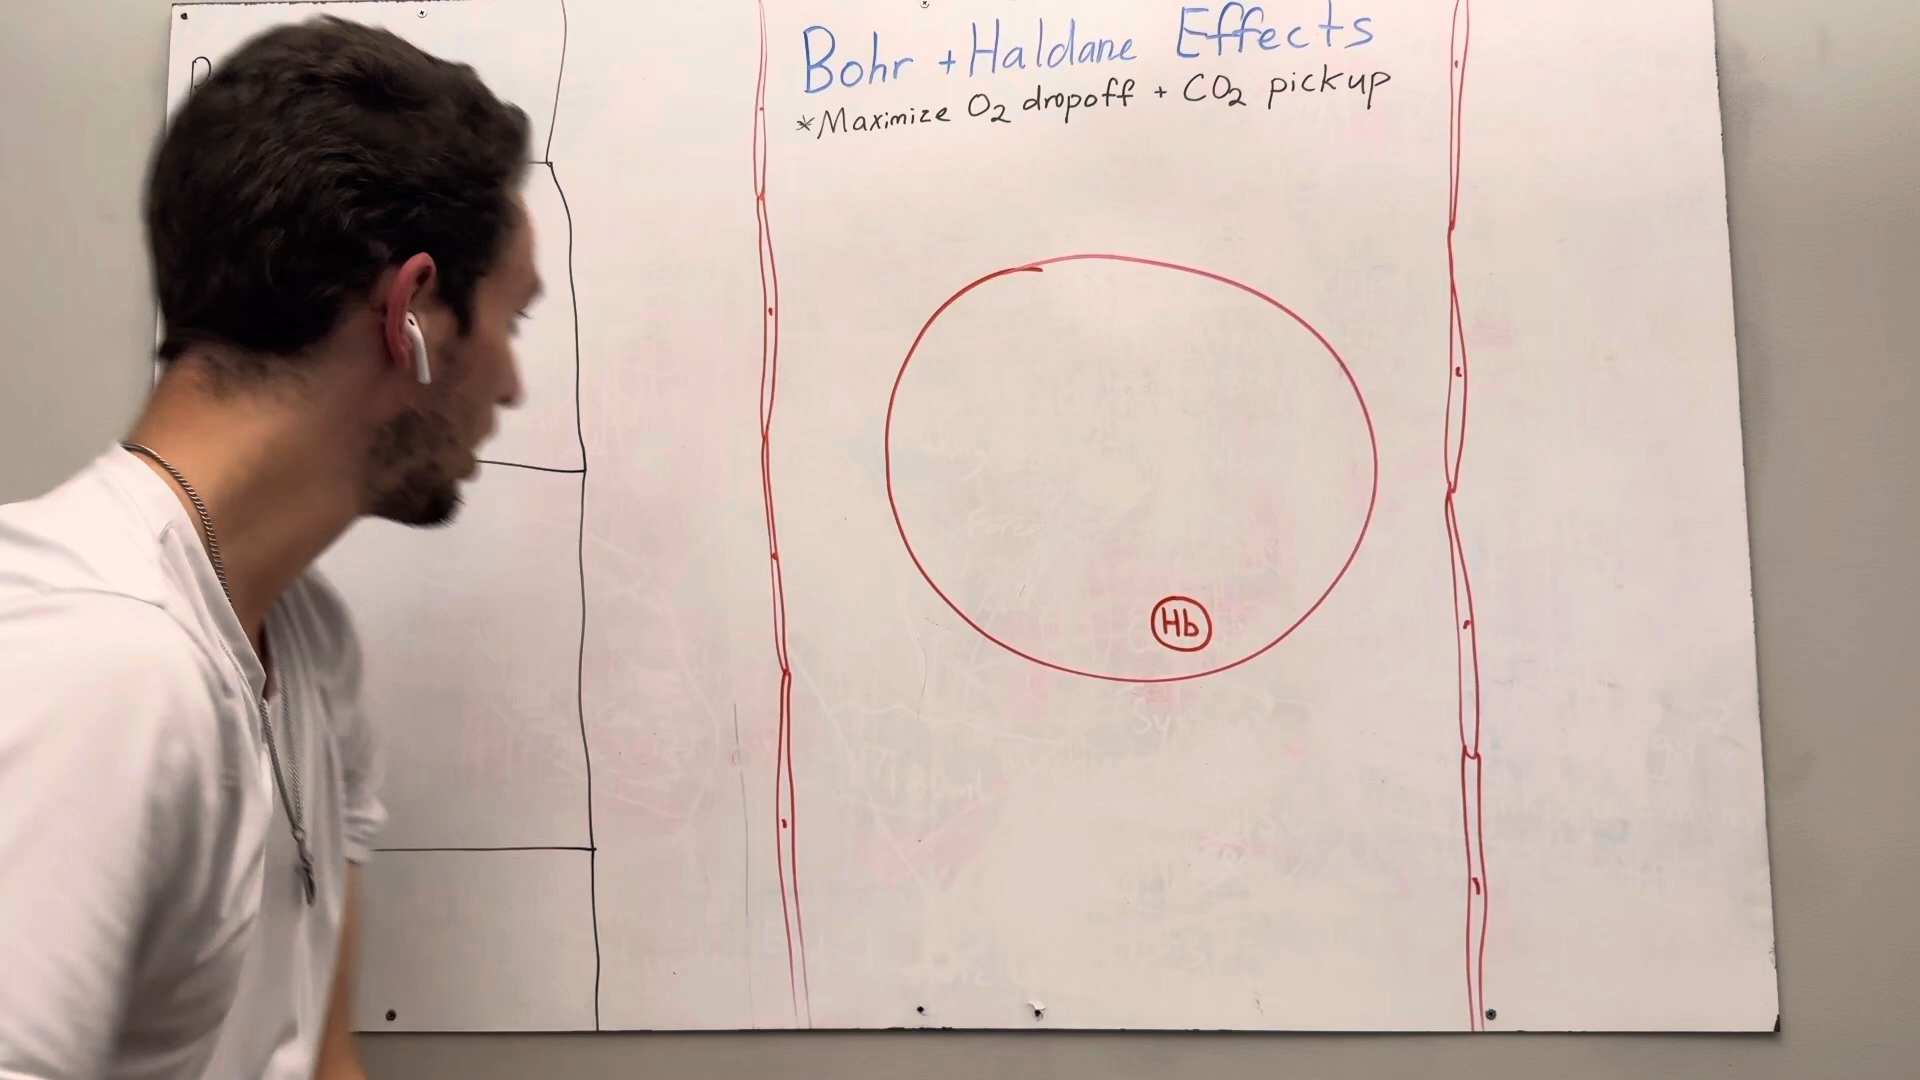 Bohr + Haldane Effects
*Maximize O2 dropoff + CO2 pickup
Hb